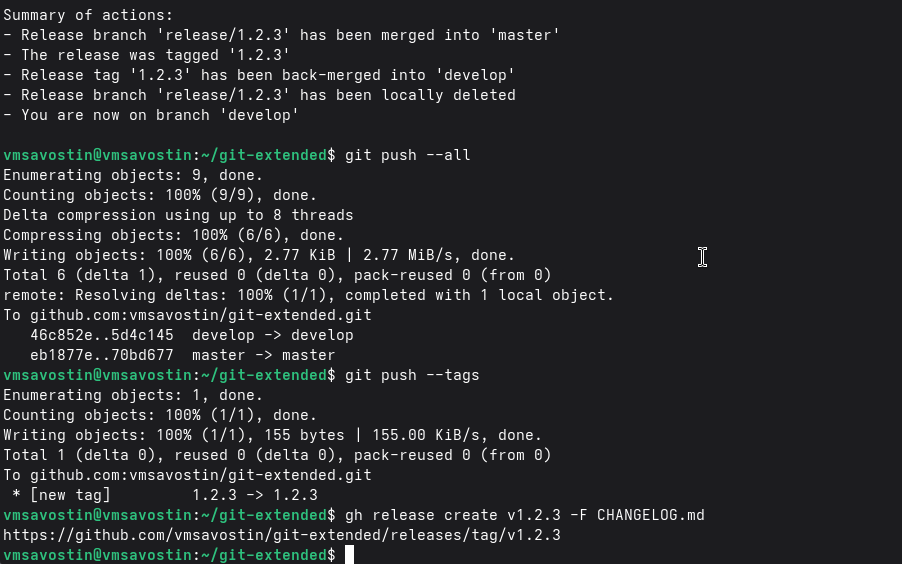 Summary of actions:
- Release branch 'release/1.2.3' has been merged into 'master'
- The release was tagged '1.2.3'
- Release tag '1.2.3' has been back-merged into 'develop'
- Release branch 'release/1.2.3' has been locally deleted
- You are now on branch 'develop'
vmsavostin@vmsavostin:~/git-extended$ git push --all
Enumerating objects: 9, done.
Counting objects: 100% (9/9), done.
Delta compression using up to 8 threads
Compressing objects: 100% (6/6), done.
Writing objects: 100% (6/6), 2.77 KiB | 2.77 MiB/s, done.
Total 6 (delta 1), reused 0 (delta 0), pack-reused 0 (from 0)
remote: Resolving deltas: 100% (1/1), completed with 1 local object.
To github.com:vmsavostin/git-extended.git
   46c852e..5d4c145  develop -> develop
   eb1877e..70bd677  master -> master
vmsavostin@vmsavostin:~/git-extended$ git push --tags
Enumerating objects: 1, done.
Counting objects: 100% (1/1), done.
Writing objects: 100% (1/1), 155 bytes | 155.00 KiB/s, done.
Total 1 (delta 0), reused 0 (delta 0), pack-reused 0 (from 0)
To github.com:vmsavostin/git-extended.git
 * [new tag]         1.2.3 -> 1.2.3
vmsavostin@vmsavostin:~/git-extended$ gh release create v1.2.3 -F CHANGELOG.md
https://github.com/vmsavostin/git-extended/releases/tag/v1.2.3
vmsavostin@vmsavostin:~/git-extended$